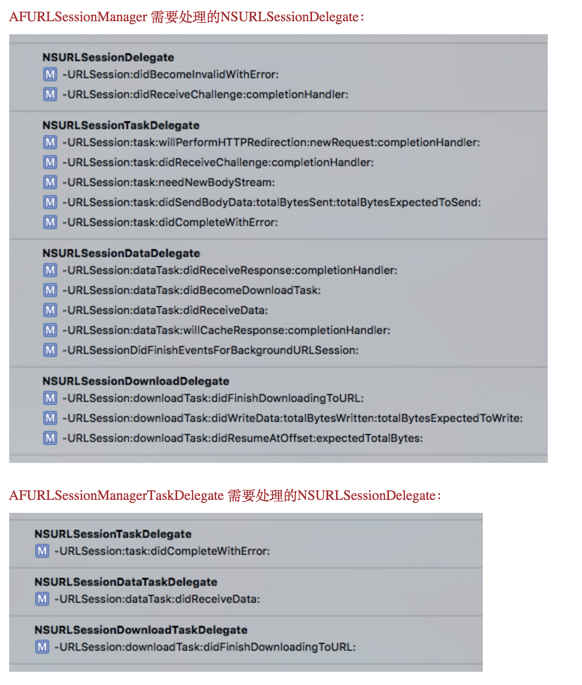 AFURLSessionManager 需要处理的NSURLSessionDelegate：
NSURLSessionDelegate
M -URLSession:didBecomeInvalidWithError:
M -URLSession:didReceiveChallenge:completionHandler:
NSURLSessionTaskDelegate
M -URLSession:task:willPerformHTTPRedirection:newRequest:completionHandler:
M -URLSession:task:didReceiveChallenge:completionHandler:
M -URLSession:task:needNewBodyStream:
M -URLSession:task:didSendBodyData:totalBytesSent:totalBytesExpectedToSend:
M -URLSession:task:didCompleteWithError:
NSURLSessionDataDelegate
M -URLSession:dataTask:didReceiveResponse:completionHandler:
M -URLSession:dataTask:didBecomeDownloadTask:
M -URLSession:dataTask:didReceiveData:
M -URLSession:dataTask:willCacheResponse:completionHandler:
M -URLSessionDidFinishEventsForBackgroundURLSession:
NSURLSessionDownloadDelegate
M -URLSession:downloadTask:didFinishDownloadingToURL:
M -URLSession:downloadTask:didWriteData:totalBytesWritten:totalBytesExpectedToWrite:
M -URLSession:downloadTask:didResumeAtOffset:expectedTotalBytes:
AFURLSessionManagerTaskDelegate 需要处理的NSURLSessionDelegate：
NSURLSessionTaskDelegate
M -URLSession:task:didCompleteWithError:
NSURLSessionDataTaskDelegate
M -URLSession:dataTask:didReceiveData:
NSURLSessionDownloadTaskDelegate
M -URLSession:downloadTask:didFinishDownloadingToURL: